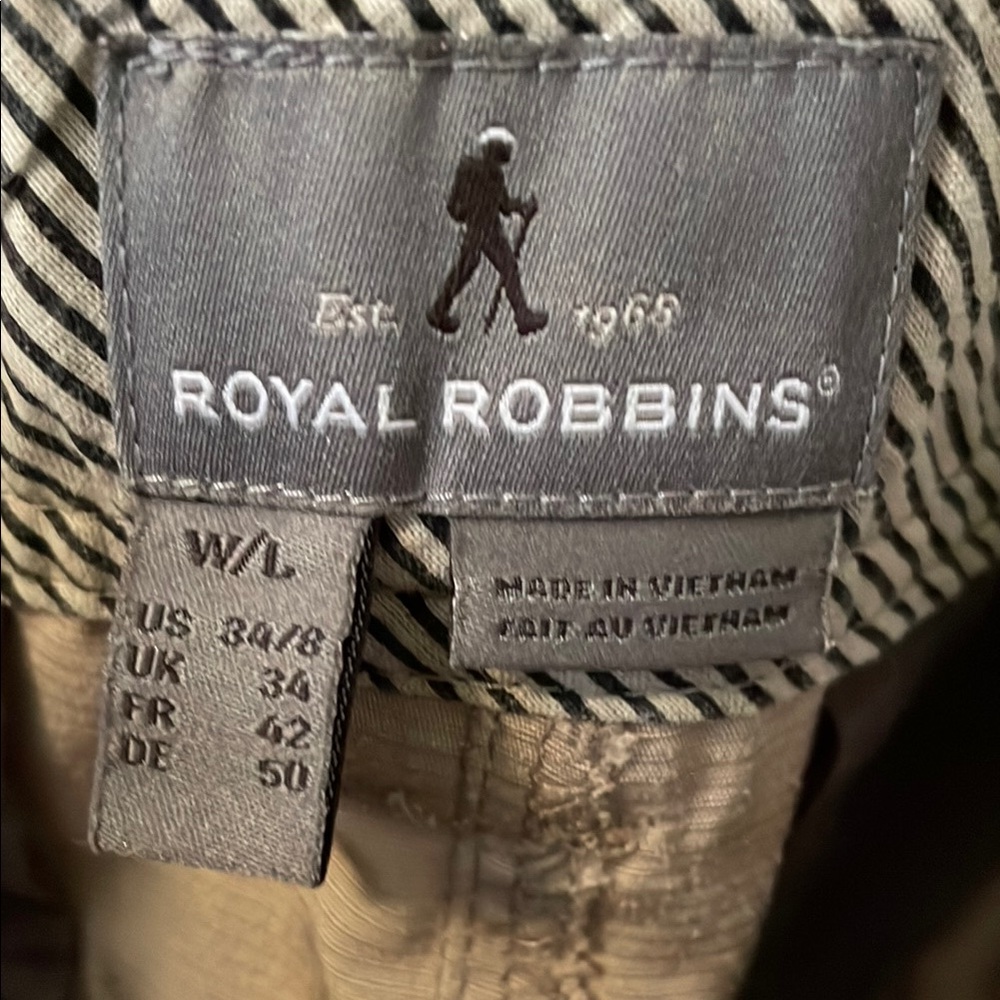 Est. 1968
ROYAL ROBBINS®
W/L
US 34/8
UK 34
FR 42
DE 50
MADE IN VIETNAM
FAIT AU VIETNAM